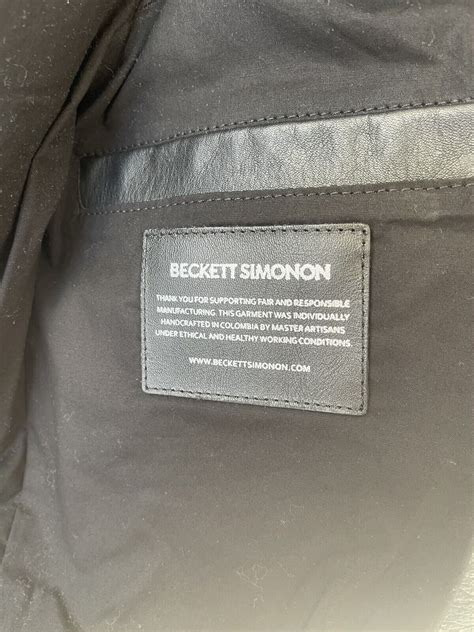 BECKETT SIMONON
THANK YOU FOR SUPPORTING FAIR AND RESPONSIBLE
MANUFACTURING. THIS GARMENT WAS INDIVIDUALLY
HANDCRAFTED IN COLOMBIA BY MASTER ARTISANS
UNDER ETHICAL AND HEALTHY WORKING CONDITIONS.
WWW.BECKETTSIMONON.COM